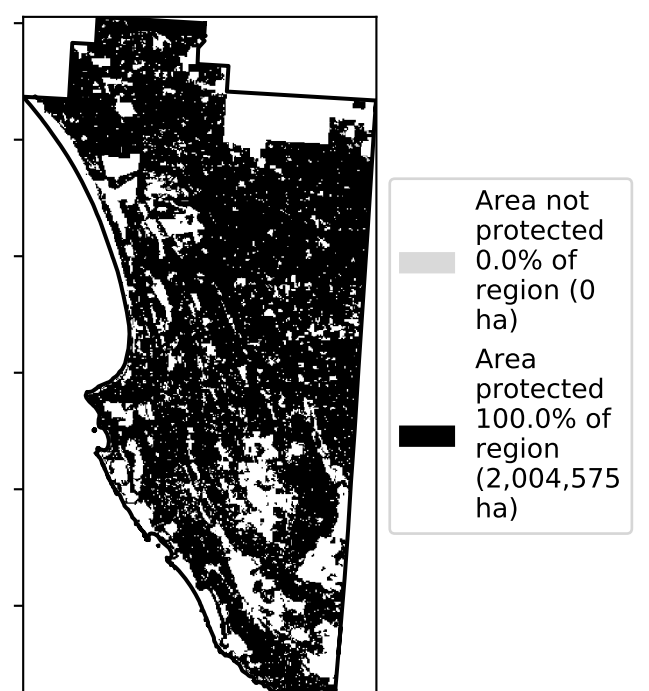 Area not
protected
0.0% of
region (0
ha)
Area
protected
100.0% of
region
(2,004,575
ha)